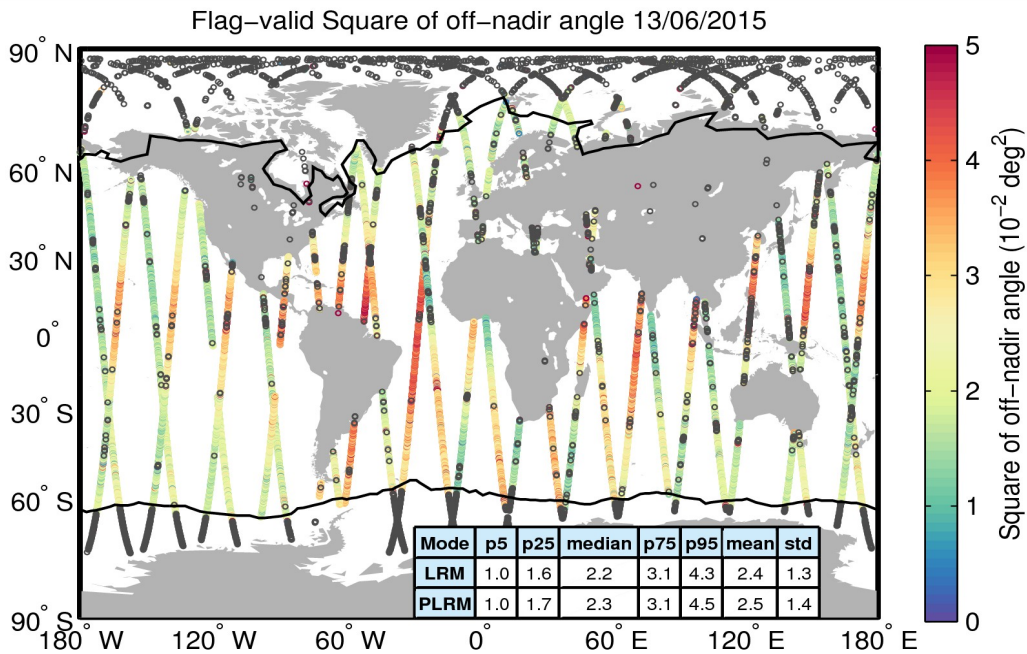 Flag−valid Square of off−nadir angle 13/06/2015
90° N
60° N
30° N
0°
30° S
60° S
90° S
180° W
120° W
60° W
0°
60° E
120° E
180° E
Mode p5 p25 median p75 p95 mean std
LRM 1.0 1.6 2.2 3.1 4.3 2.4 1.3
PLRM 1.0 1.7 2.3 3.1 4.5 2.5 1.4
5
4
3
2
1
0
Square of off−nadir angle (10⁻² deg²)